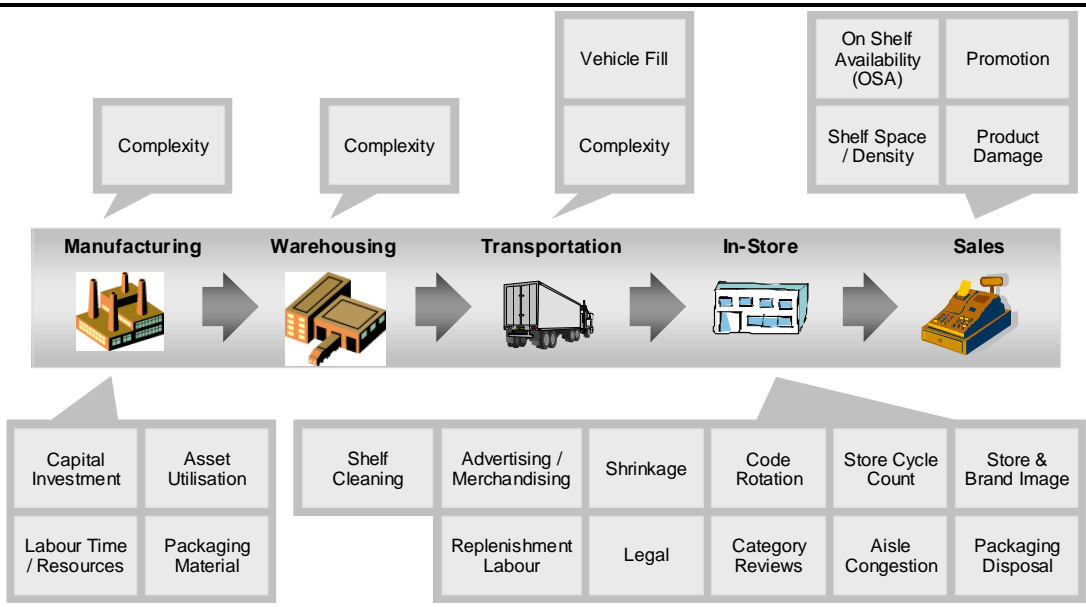 Vehicle Fill
On Shelf
Availability
(OSA)
Promotion
Complexity
Complexity
Complexity
Shelf Space
/ Density
Product
Damage
Manufacturing
Warehousing
Transportation
In-Store
Sales
Capital
Investment
Asset
Utilisation
Shelf
Cleaning
Advertising /
Merchandising
Shrinkage
Code
Rotation
Store Cycle
Count
Store &
Brand Image
Labour Time
/ Resources
Packaging
Material
Replenishment
Labour
Legal
Category
Reviews
Aisle
Congestion
Packaging
Disposal